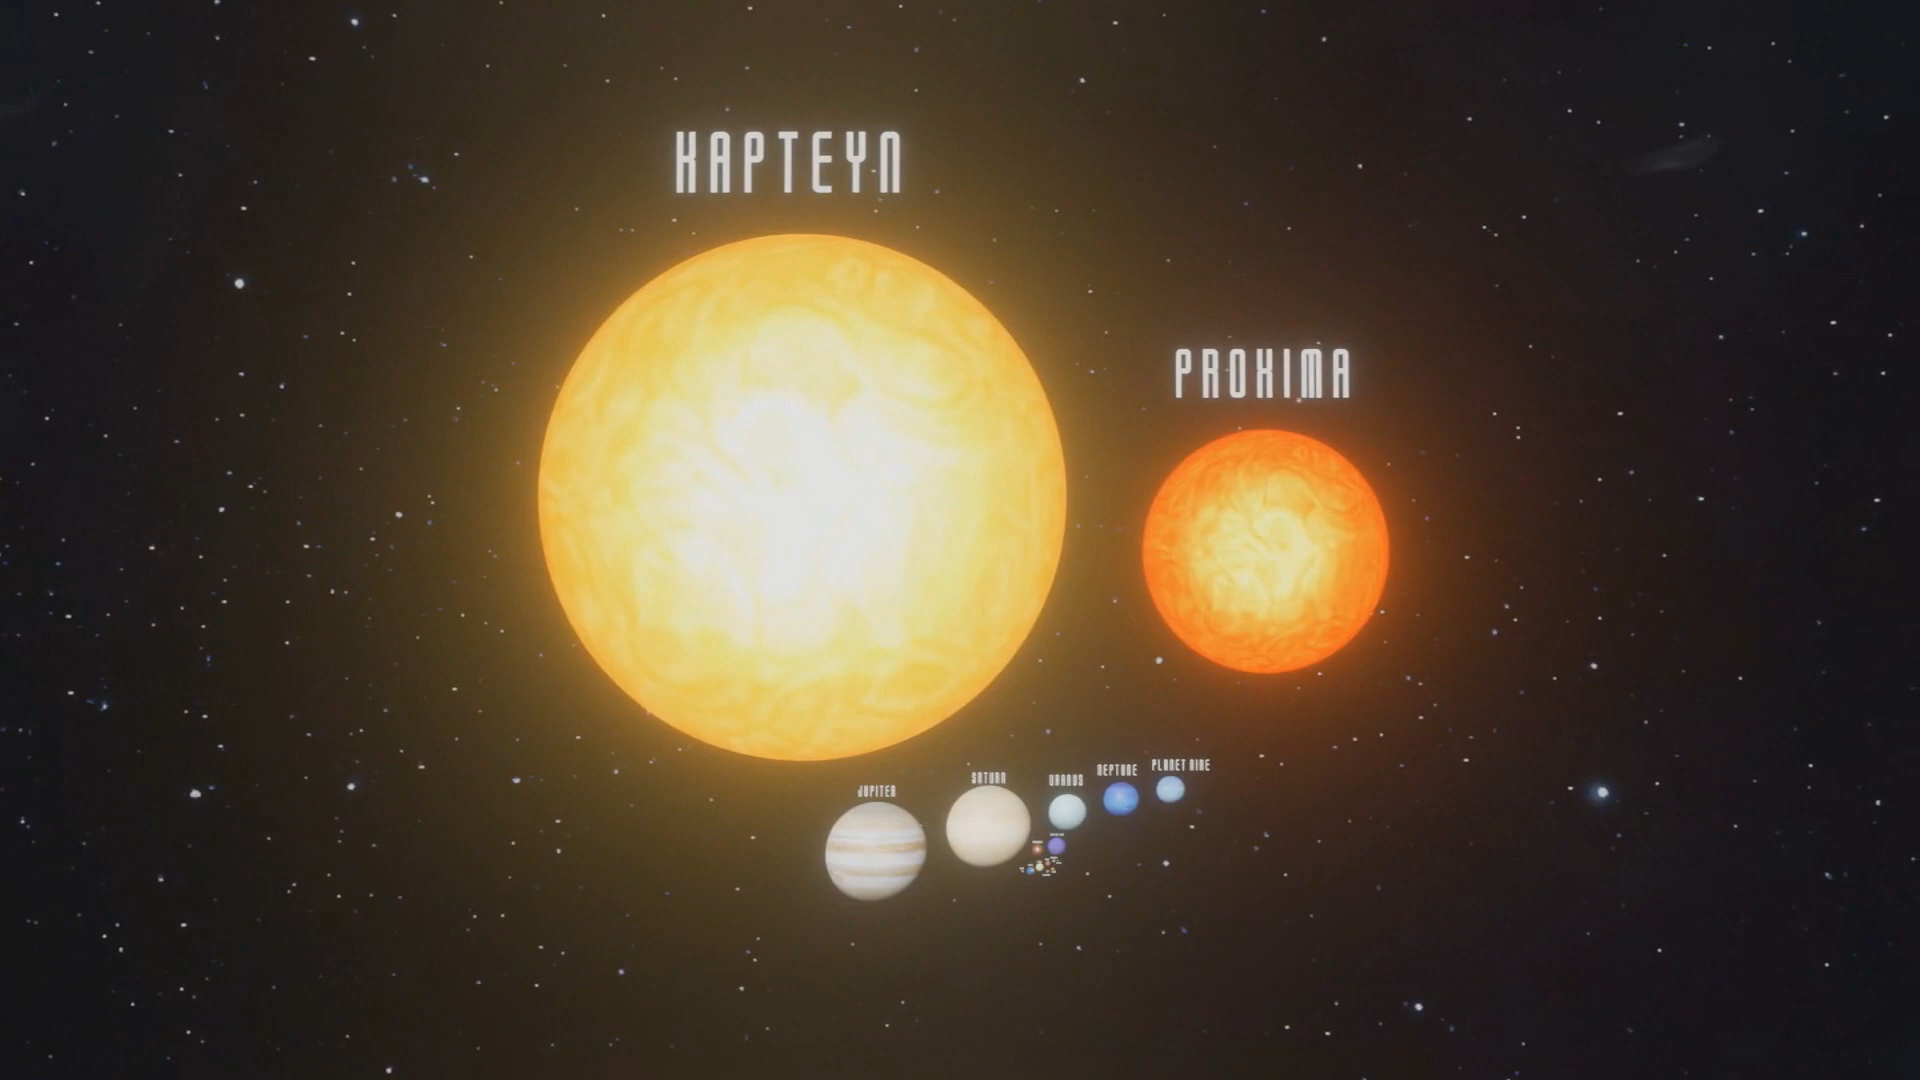 KAPTEYN
PROXIMA
JUPITER
SATURN
URANUS
NEPTUNE
PLANET NINE